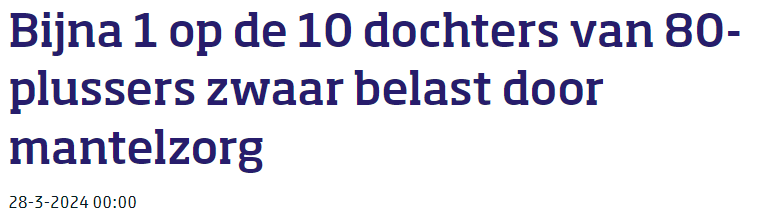 Bijna 1 op de 10 dochters van 80-
plussers zwaar belast door
mantelzorg
28-3-2024 00:00